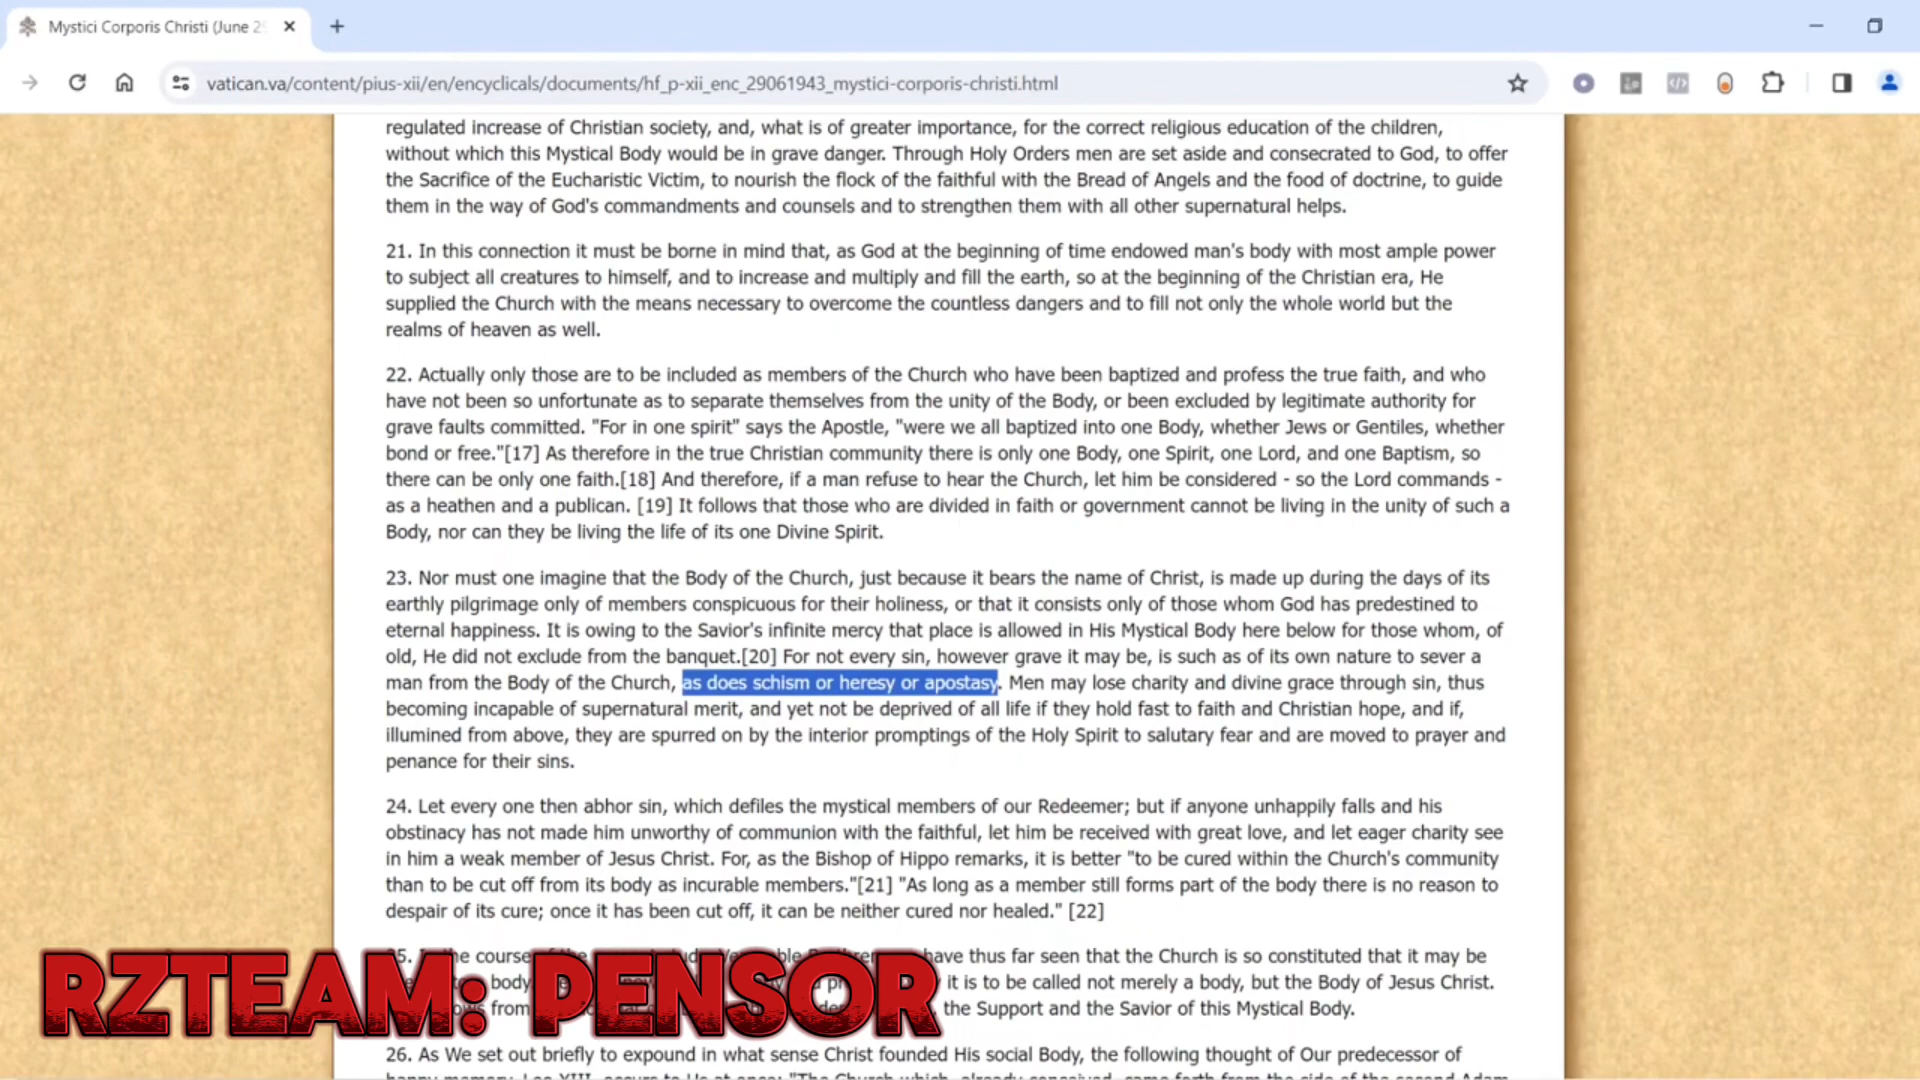 Mystici Corporis Christi (June 2
vatican.va/content/pius-xii/en/encyclicals/documents/hf_p-xii_enc_29061943_mystici-corporis-christi.html
regulated increase of Christian society, and, what is of greater importance, for the correct religious education of the children,
without which this Mystical Body would be in grave danger. Through Holy Orders men are set aside and consecrated to God, to offer
the Sacrifice of the Eucharistic Victim, to nourish the flock of the faithful with the Bread of Angels and the food of doctrine, to guide
them in the way of God's commandments and counsels and to strengthen them with all other supernatural helps.
21. In this connection it must be borne in mind that, as God at the beginning of time endowed man's body with most ample power
to subject all creatures to himself, and to increase and multiply and fill the earth, so at the beginning of the Christian era, He
supplied the Church with the means necessary to overcome the countless dangers and to fill not only the whole world but the
realms of heaven as well.
22. Actually only those are to be included as members of the Church who have been baptized and profess the true faith, and who
have not been so unfortunate as to separate themselves from the unity of the Body, or been excluded by legitimate authority for
grave faults committed. "For in one spirit" says the Apostle, "were we all baptized into one Body, whether Jews or Gentiles, whether
bond or free."[17] As therefore in the true Christian community there is only one Body, one Spirit, one Lord, and one Baptism, so
there can be only one faith.[18] And therefore, if a man refuse to hear the Church, let him be considered - so the Lord commands -
as a heathen and a publican. [19] It follows that those who are divided in faith or government cannot be living in the unity of such a
Body, nor can they be living the life of its one Divine Spirit.
23. Nor must one imagine that the Body of the Church, just because it bears the name of Christ, is made up during the days of its
earthly pilgrimage only of members conspicuous for their holiness, or that it consists only of those whom God has predestined to
eternal happiness. It is owing to the Savior's infinite mercy that place is allowed in His Mystical Body here below for those whom, of
old, He did not exclude from the banquet.[20] For not every sin, however grave it may be, is such as of its own nature to sever a
man from the Body of the Church, as does schism or heresy or apostasy. Men may lose charity and divine grace through sin, thus
becoming incapable of supernatural merit, and yet not be deprived of all life if they hold fast to faith and Christian hope, and if,
illumined from above, they are spurred on by the interior promptings of the Holy Spirit to salutary fear and are moved to prayer and
penance for their sins.
24. Let every one then abhor sin, which defiles the mystical members of our Redeemer; but if anyone unhappily falls and his
obstinacy has not made him unworthy of communion with the faithful, let him be received with great love, and let eager charity see
in him a weak member of Jesus Christ. For, as the Bishop of Hippo remarks, it is better "to be cured within the Church's community
than to be cut off from its body as incurable members."[21] "As long as a member still forms part of the body there is no reason to
despair of its cure; once it has been cut off, it can be neither cured nor healed." [22]
course have thus far seen that the Church is so constituted that it may be
body, it is to be called not merely a body, but the Body of Jesus Christ.
from the Support and the Savior of this Mystical Body.
RZTEAM: PENSOR
26. As We set out briefly to expound in what sense Christ founded His social Body, the following thought of Our predecessor of
happy memory, Leo XIII, occurs to Us at once: "The Church which, already conceived, came forth from the side of the second Adam